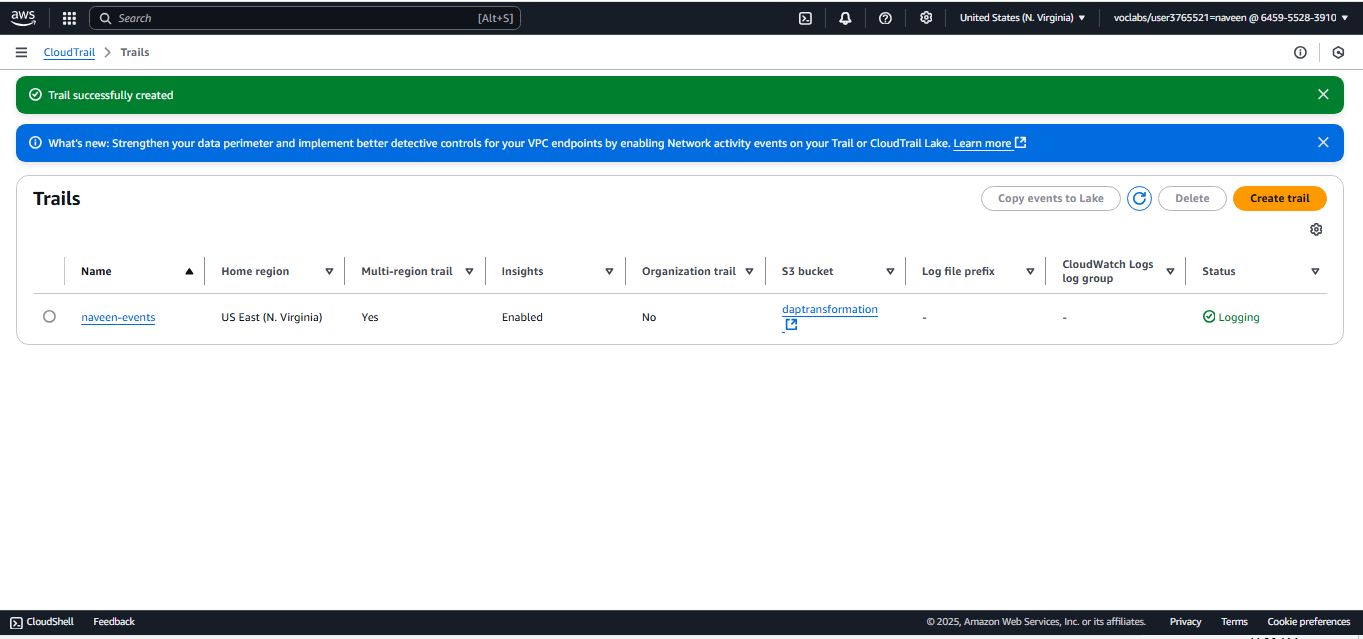 aws Search [Alt+S] United States (N. Virginia) voclabs/user3765521=naveen @ 6459-5528-3910
CloudTrail Trails
Trail successfully created
What's new: Strengthen your data perimeter and implement better detective controls for your VPC endpoints by enabling Network activity events on your Trail or CloudTrail Lake. Learn more
Trails Copy events to Lake Delete Create trail
Name Home region Multi-region trail Insights Organization trail S3 bucket Log file prefix CloudWatch Logs log group Status
naveen-events US East (N. Virginia) Yes Enabled No daptransformation - - Logging
CloudShell Feedback © 2025, Amazon Web Services, Inc. or its affiliates. Privacy Terms Cookie preferences